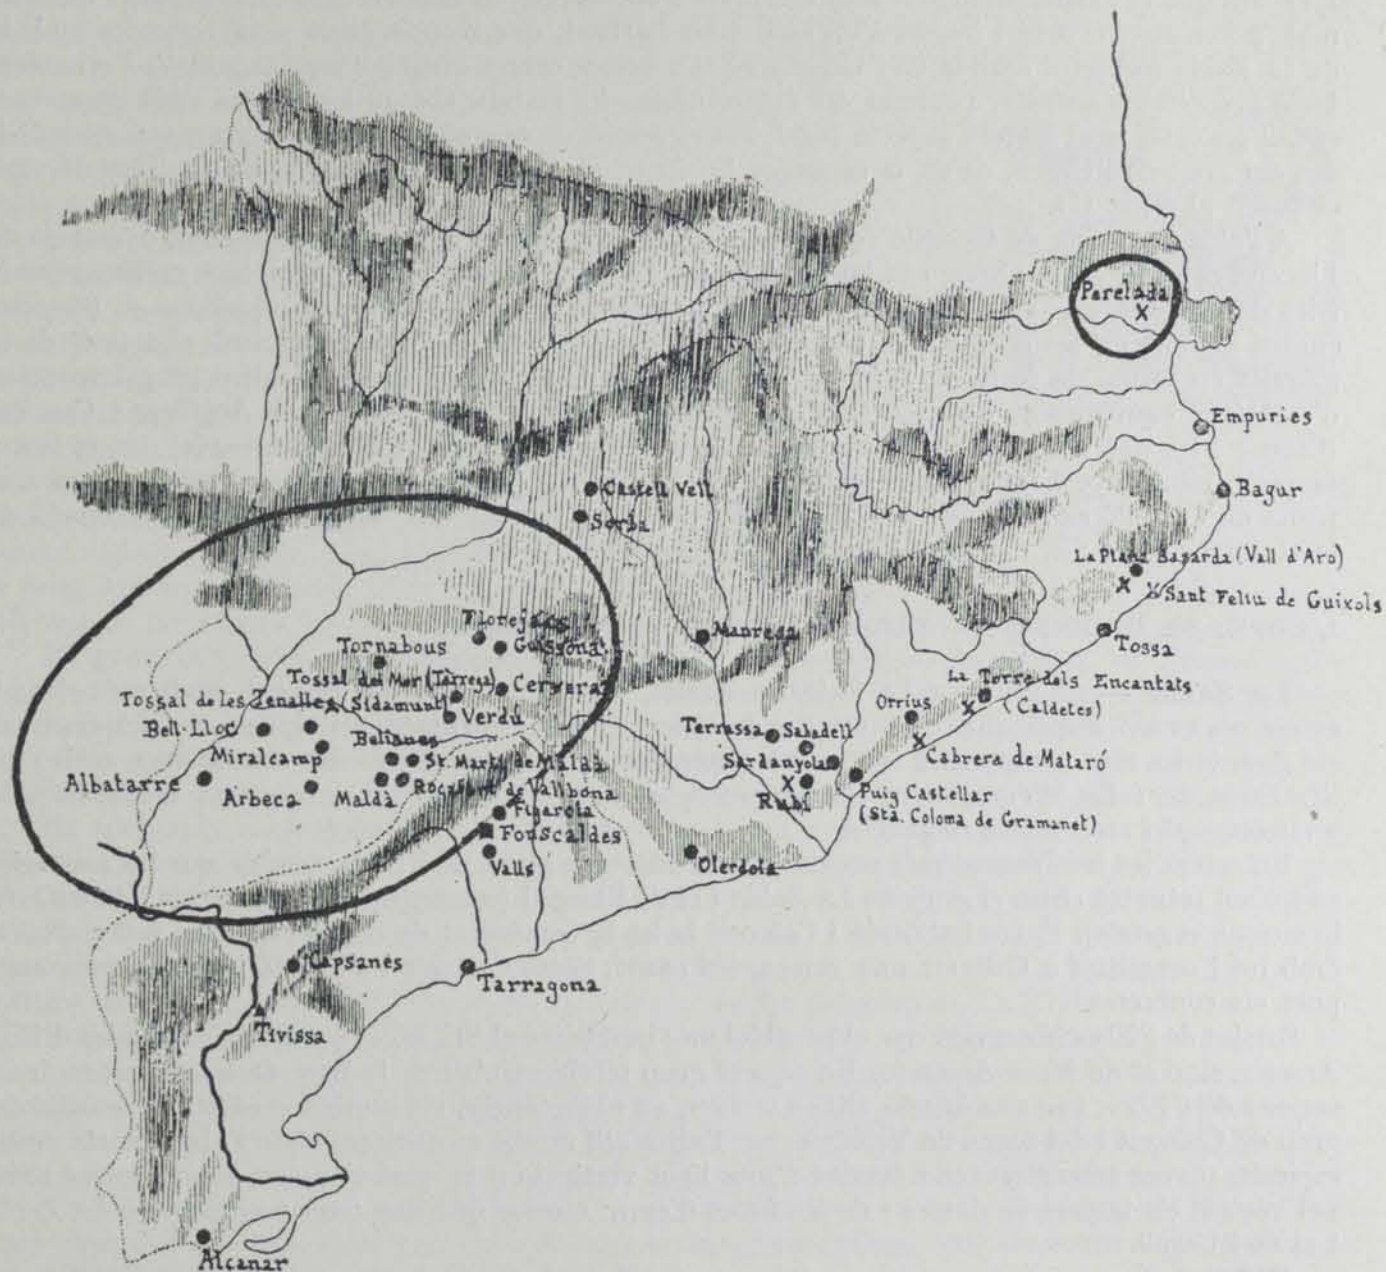 Perelada
X
Empuries
Castell Vell
Bagur
Sorba
La Plana Basarda (Vall d'Aro)
X X Sant Feliu de Guixols
Florejacs
Manresa
Guissona
Tossa
Tornabous
Tossal del Mor (Tàrrega)
Cervera
La Torre dels Encantats
(Caldetes)
X
Tossal de les Tenalles (Sidamunt)
Orrius
Verdú
Bell-Lloc
Terrassa
Sabadell
Belianes
X
Cabrera de Mataró
Miralcamp
St. Martí de Maldà
Sardanyola
Albatarre
Arbeca
Maldà
Rocafort de Vallbona
X
Rubí
Puig Castellar
(Sta. Coloma de Gramanet)
Figarola
Fonscaldes
Valls
Olerdola
Capsanes
Tarragona
Tivissa
Alcanar